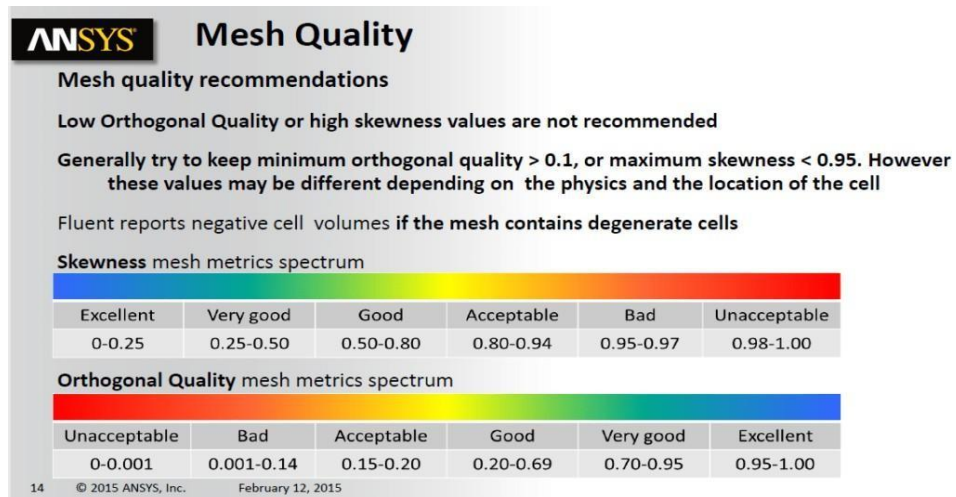 ANSYS®
Mesh Quality
Mesh quality recommendations
Low Orthogonal Quality or high skewness values are not recommended
Generally try to keep minimum orthogonal quality > 0.1, or maximum skewness < 0.95. However
these values may be different depending on the physics and the location of the cell
Fluent reports negative cell volumes if the mesh contains degenerate cells
Skewness mesh metrics spectrum
Excellent Very good Good Acceptable Bad Unacceptable
0-0.25 0.25-0.50 0.50-0.80 0.80-0.94 0.95-0.97 0.98-1.00
Orthogonal Quality mesh metrics spectrum
Unacceptable Bad Acceptable Good Very good Excellent
0-0.001 0.001-0.14 0.15-0.20 0.20-0.69 0.70-0.95 0.95-1.00
14 © 2015 ANSYS, Inc. February 12, 2015